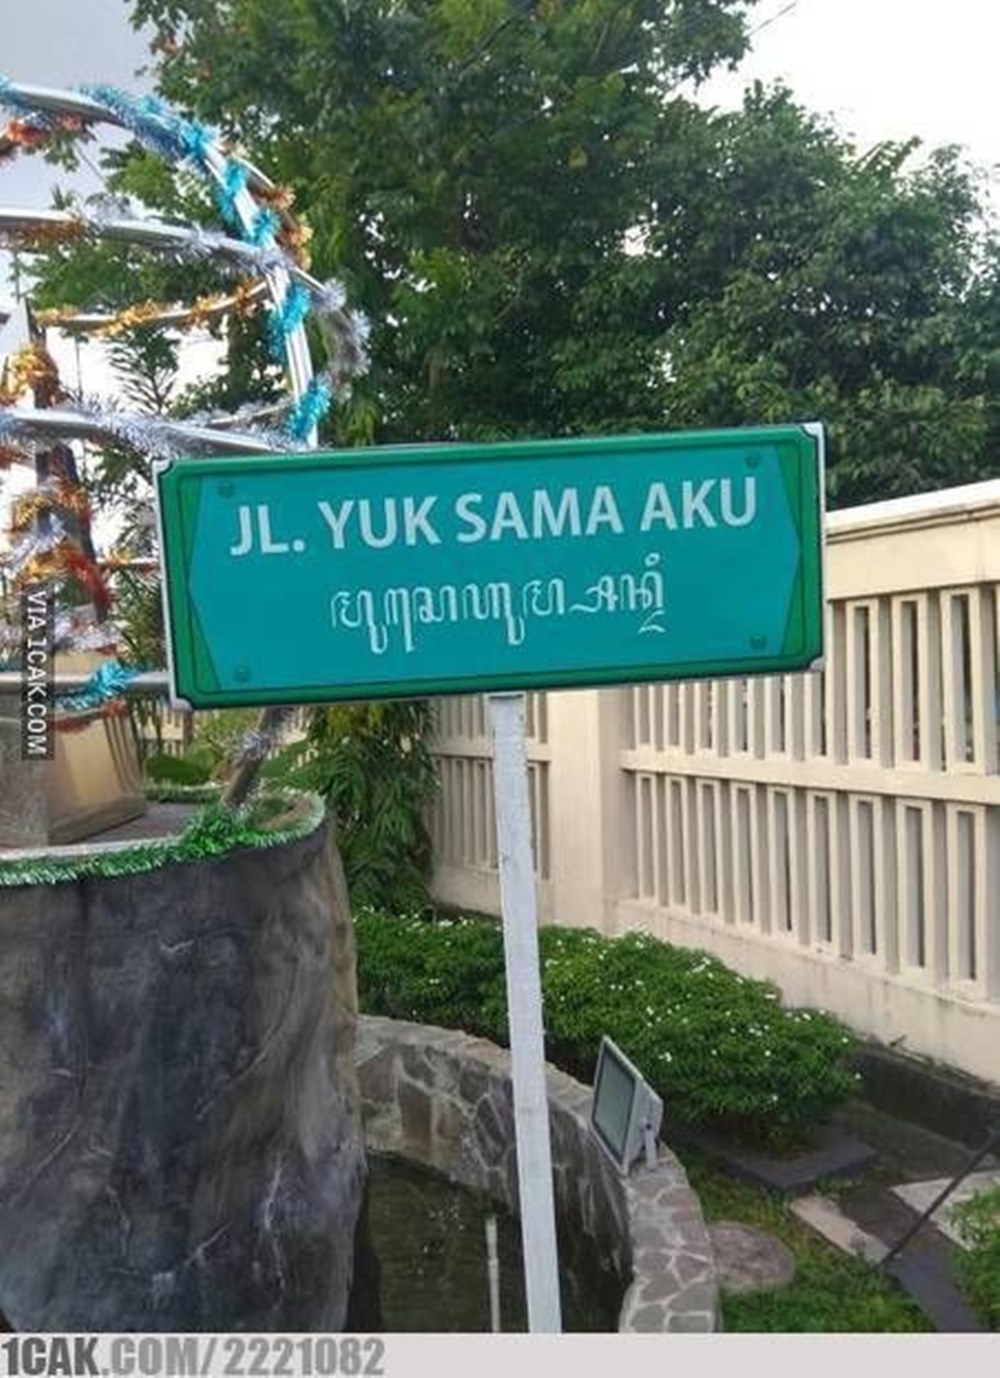 JL. YUK SAMA AKU
VIA 1CAK.COM
1CAK.COM/2221082